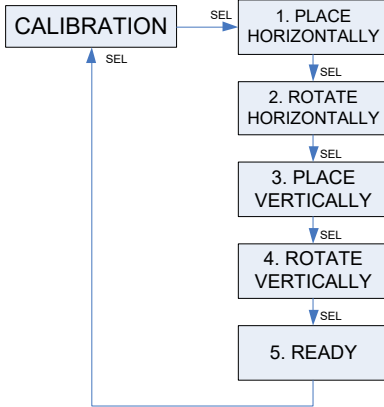 CALIBRATION
SEL
1. PLACE
HORIZONTALLY
SEL
SEL
2. ROTATE
HORIZONTALLY
SEL
3. PLACE
VERTICALLY
SEL
4. ROTATE
VERTICALLY
SEL
5. READY